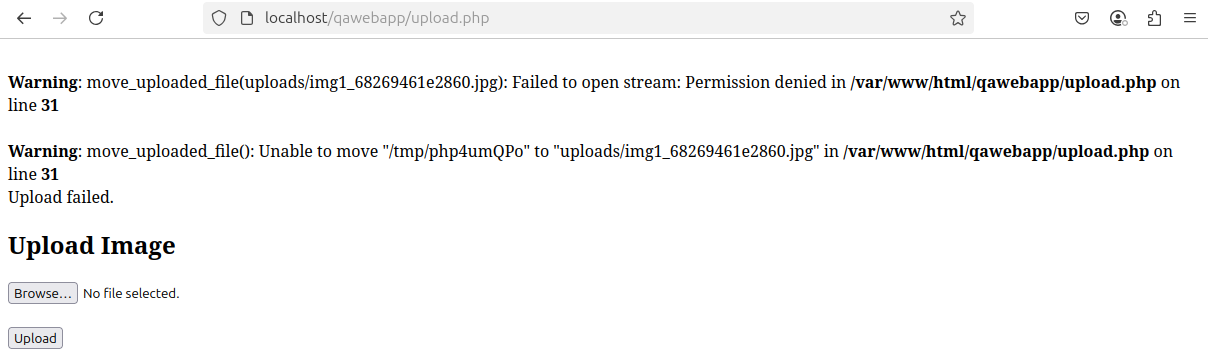 localhost/qawebapp/upload.php
Warning: move_uploaded_file(uploads/img1_68269461e2860.jpg): Failed to open stream: Permission denied in /var/www/html/qawebapp/upload.php on
line 31
Warning: move_uploaded_file(): Unable to move "/tmp/php4umQPo" to "uploads/img1_68269461e2860.jpg" in /var/www/html/qawebapp/upload.php on
line 31
Upload failed.
Upload Image
Browse... No file selected.
Upload